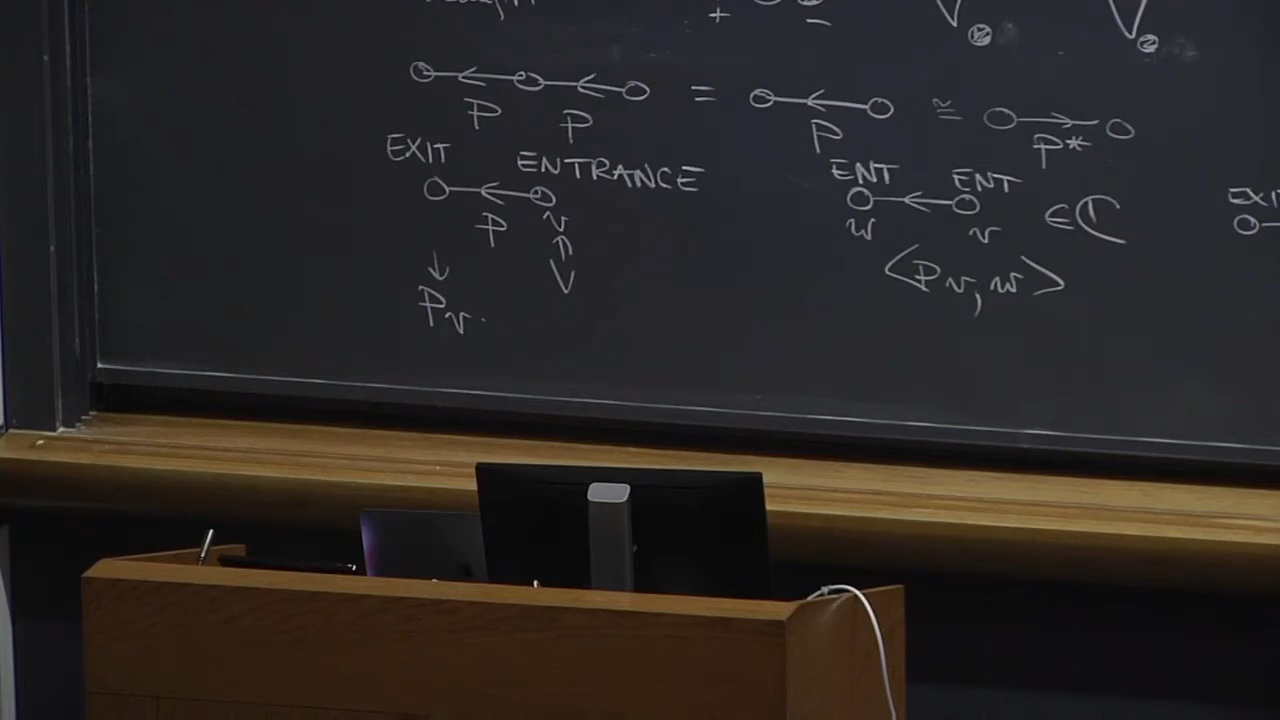 + −
P P = P ≅ P*
EXIT ENTRANCE ENT ENT
P v w v ∈ ℂ
Pv. <Pv, w>